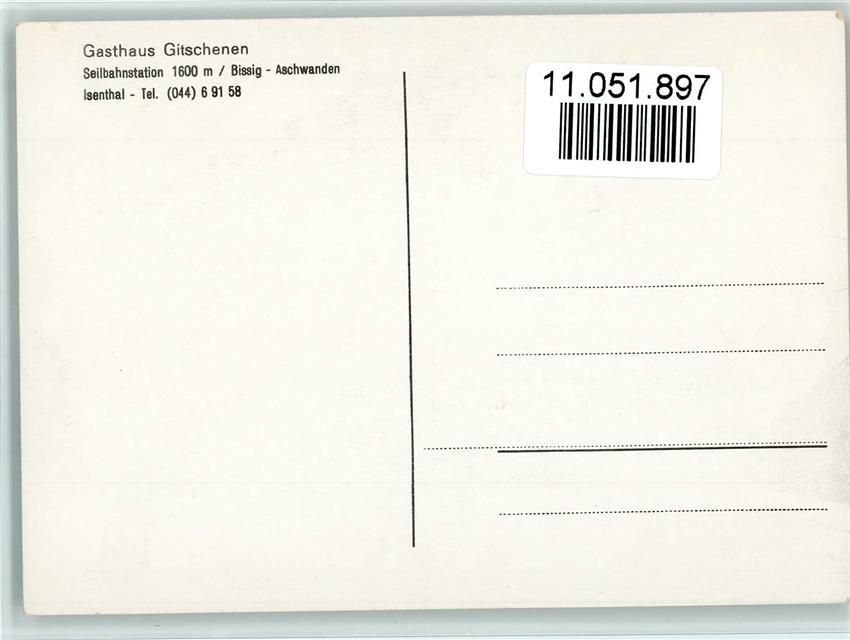 Gasthaus Gitschenen
Seilbahnstation 1600 m / Bissig - Aschwanden
Isenthal - Tel. (044) 6 91 58
11.051.897